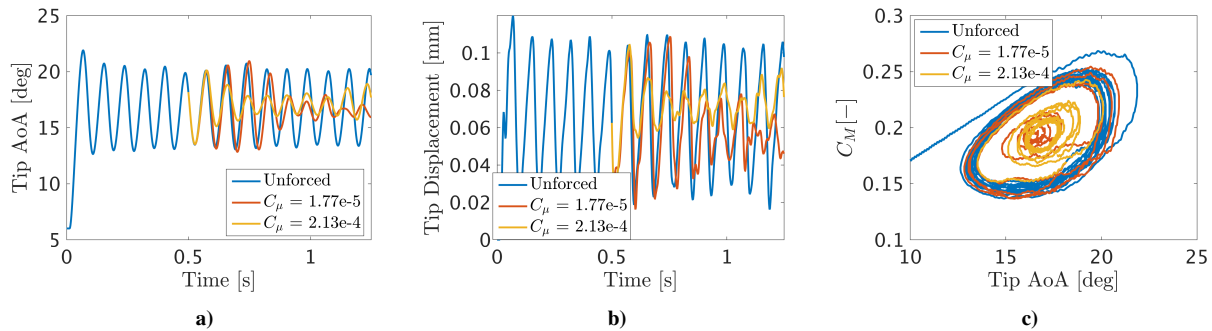 25
20
15
10
5
Tip AoA [deg]
Unforced
C_μ = 1.77e-5
C_μ = 2.13e-4
0
0.5
1
Time [s]
a)
0.1
0.08
0.06
0.04
0.02
0
Tip Displacement [mm]
Unforced
C_μ = 1.77e-5
C_μ = 2.13e-4
0
0.5
1
Time [s]
b)
0.3
0.25
0.2
0.15
0.1
C_M[−]
Unforced
C_μ = 1.77e-5
C_μ = 2.13e-4
10
15
20
25
Tip AoA [deg]
c)